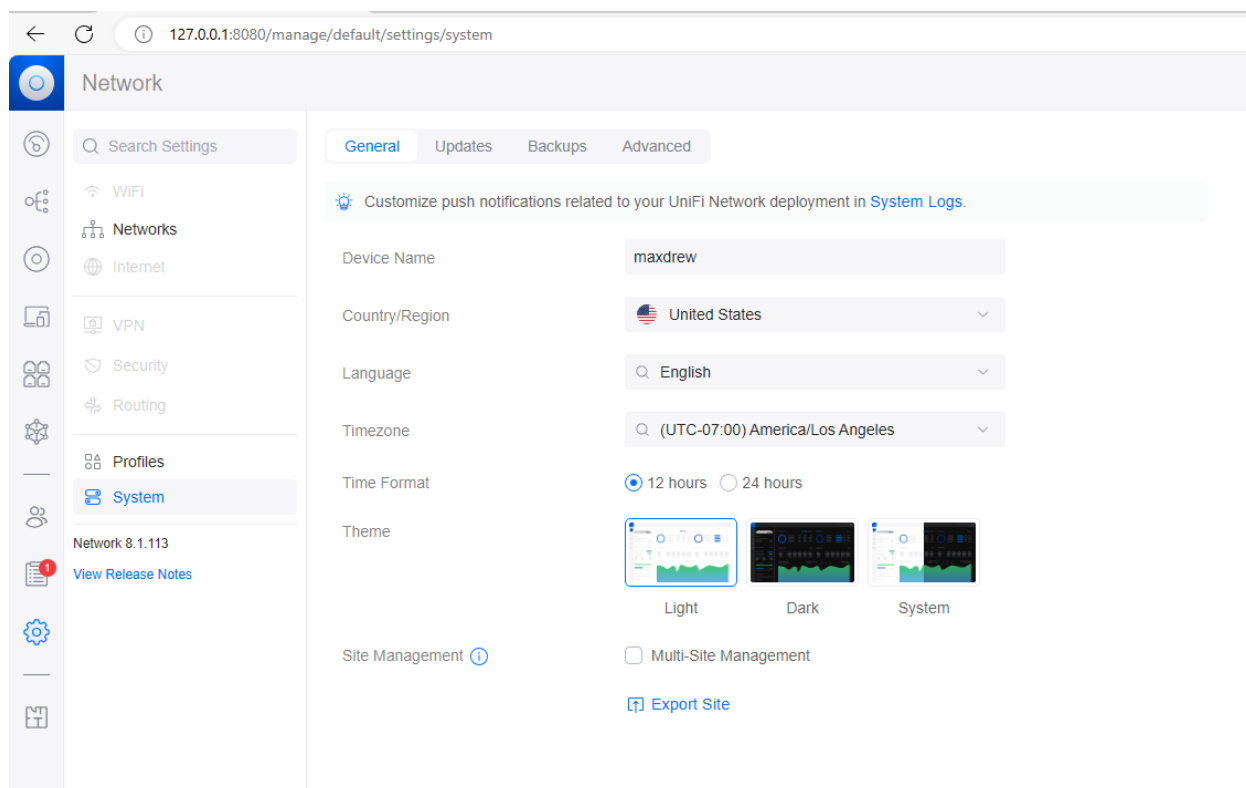 127.0.0.1:8080/manage/default/settings/system
Network
Search Settings
WiFi
Networks
Internet
VPN
Security
Routing
Profiles
System
Network 8.1.113
View Release Notes
1
General Updates Backups Advanced
Customize push notifications related to your UniFi Network deployment in System Logs.
Device Name maxdrew
Country/Region United States
Language English
Timezone (UTC-07:00) America/Los Angeles
Time Format 12 hours 24 hours
Theme
Light Dark System
Site Management Multi-Site Management
Export Site